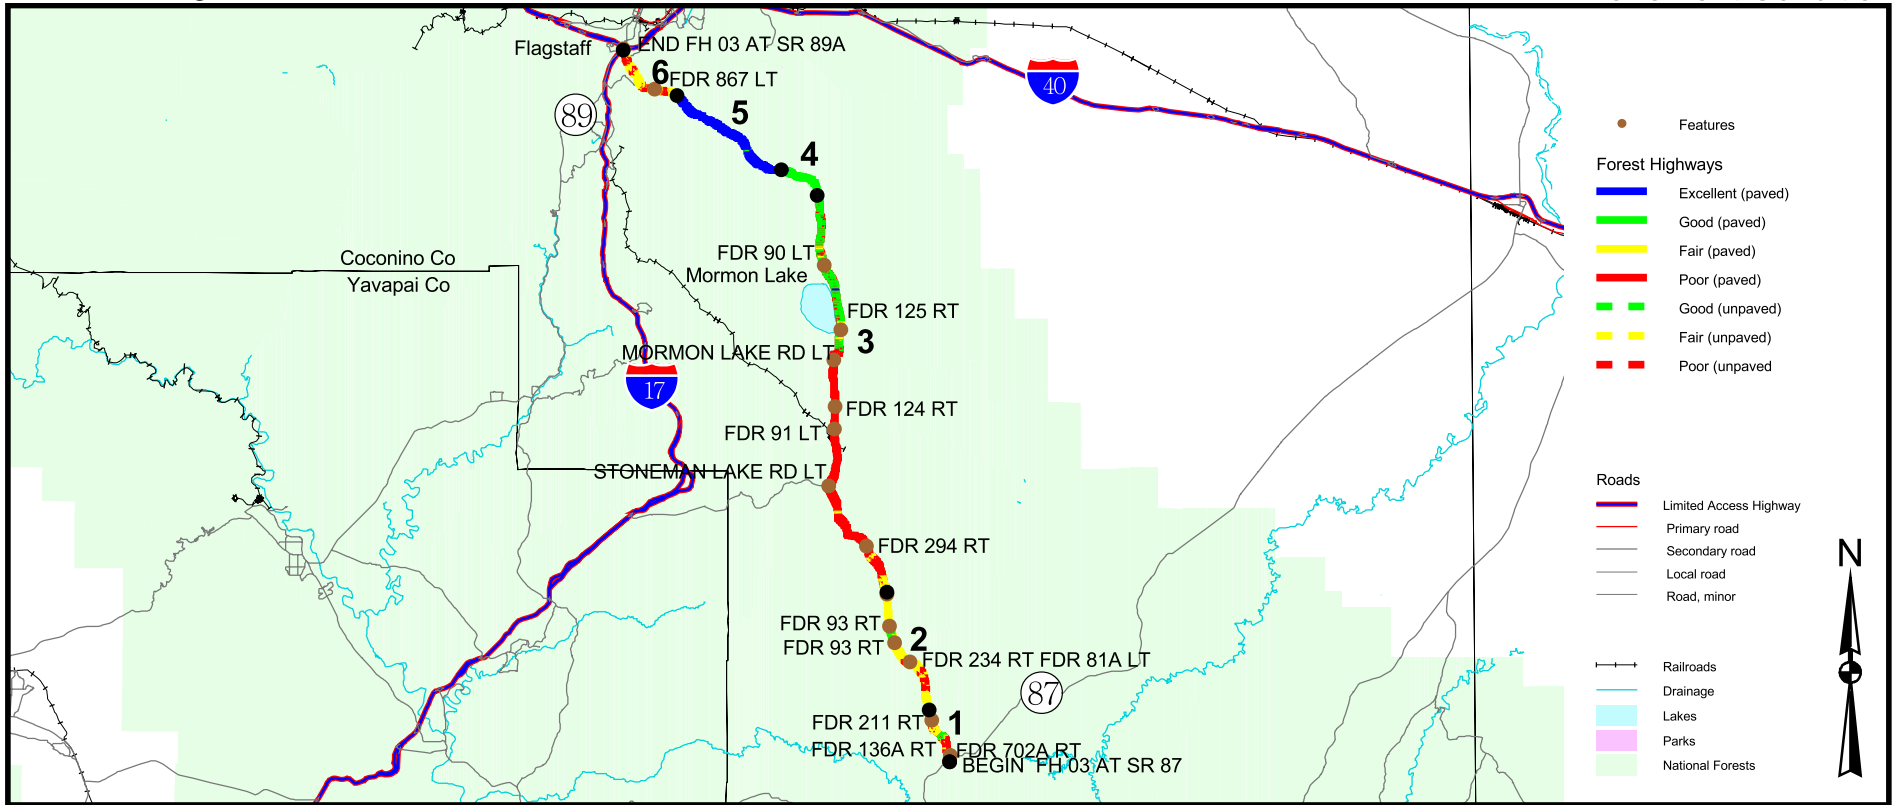 Flagstaff
END FH 03 AT SR 89A
6
FDR 867 LT
40
5
89
4
Features
Forest Highways
Excellent (paved)
Good (paved)
Fair (paved)
Poor (paved)
Good (unpaved)
Fair (unpaved)
Poor (unpaved
Coconino Co
Yavapai Co
FDR 90 LT
Mormon Lake
FDR 125 RT
3
MORMON LAKE RD LT
17
FDR 124 RT
FDR 91 LT
STONEMAN LAKE RD LT
FDR 294 RT
FDR 93 RT
FDR 93 RT
2
FDR 234 RT FDR 81A LT
87
FDR 211 RT
1
FDR 136A RT
FDR 702A RT
BEGIN FH 03 AT SR 87
Roads
Limited Access Highway
Primary road
Secondary road
Local road
Road, minor
N
Railroads
Drainage
Lakes
Parks
National Forests